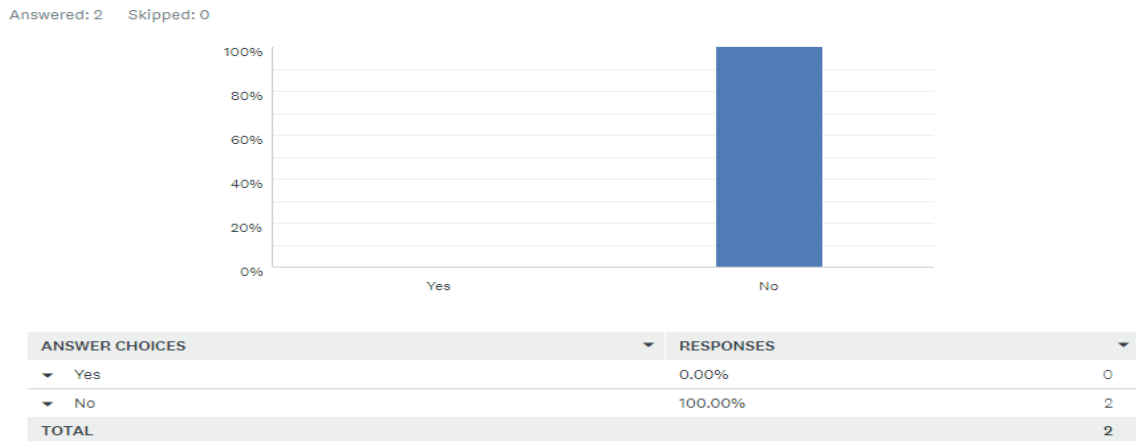 Answered: 2 Skipped: 0
100%
80%
60%
40%
20%
0%
Yes No
ANSWER CHOICES RESPONSES
Yes 0.00% 0
No 100.00% 2
TOTAL 2